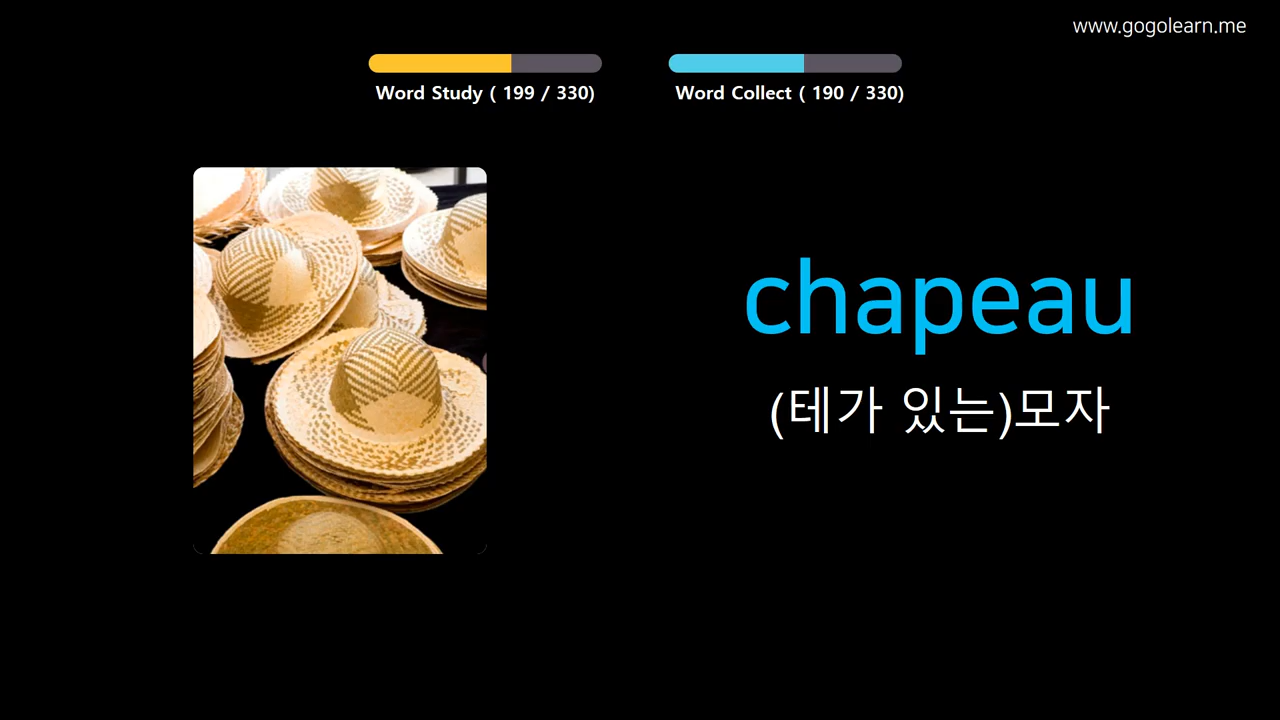 www.gogolearn.me
Word Study ( 199 / 330)
Word Collect ( 190 / 330)
chapeau
(테가 있는)모자